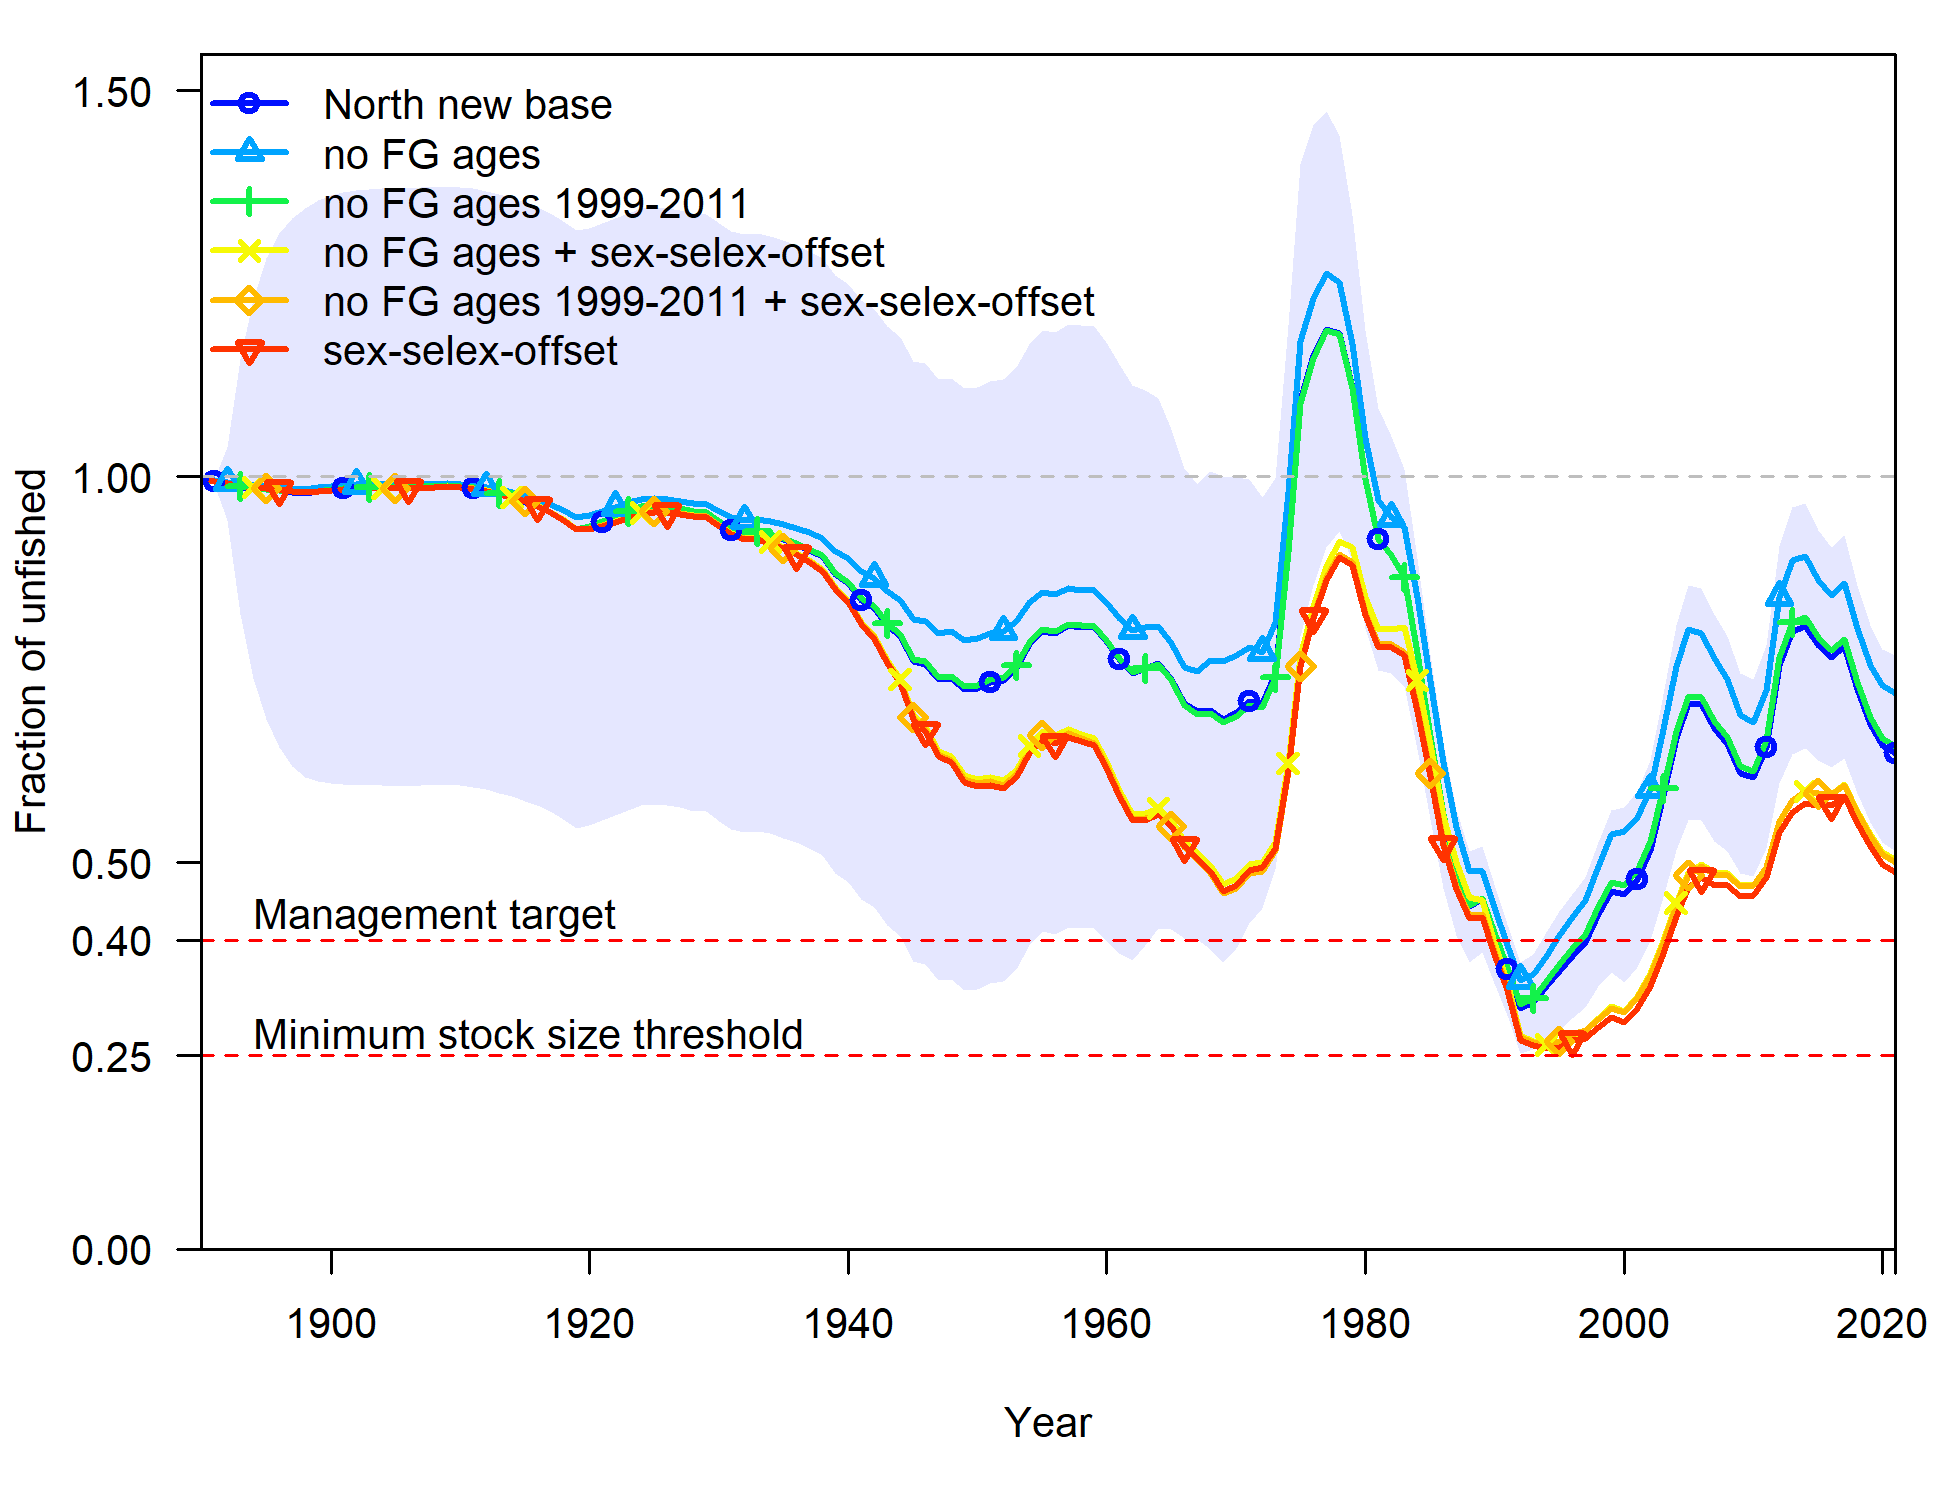 1.50
1.00
0.50
0.40
0.25
0.00
Fraction of unfished
North new base
no FG ages
no FG ages 1999-2011
no FG ages + sex-selex-offset
no FG ages 1999-2011 + sex-selex-offset
sex-selex-offset
Management target
Minimum stock size threshold
1900 1920 1940 1960 1980 2000 2020
Year